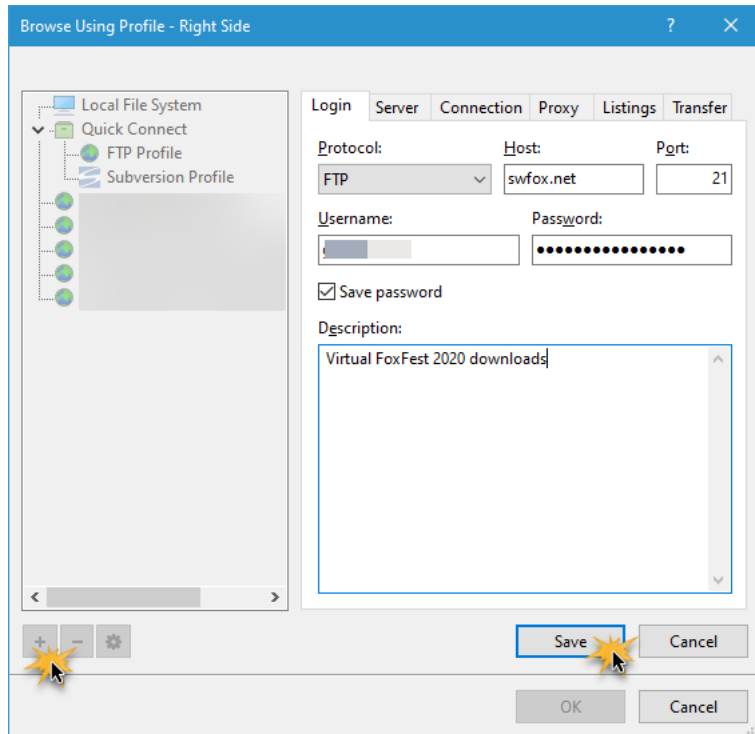 Browse Using Profile - Right Side
Local File System
Quick Connect
FTP Profile
Subversion Profile
Login Server Connection Proxy Listings Transfer
Protocol: Host: Port:
FTP swfox.net 21
Username: Password:
●●●●●●●●●●●●●●●●
Save password
Description:
Virtual FoxFest 2020 downloads
Save Cancel
OK Cancel